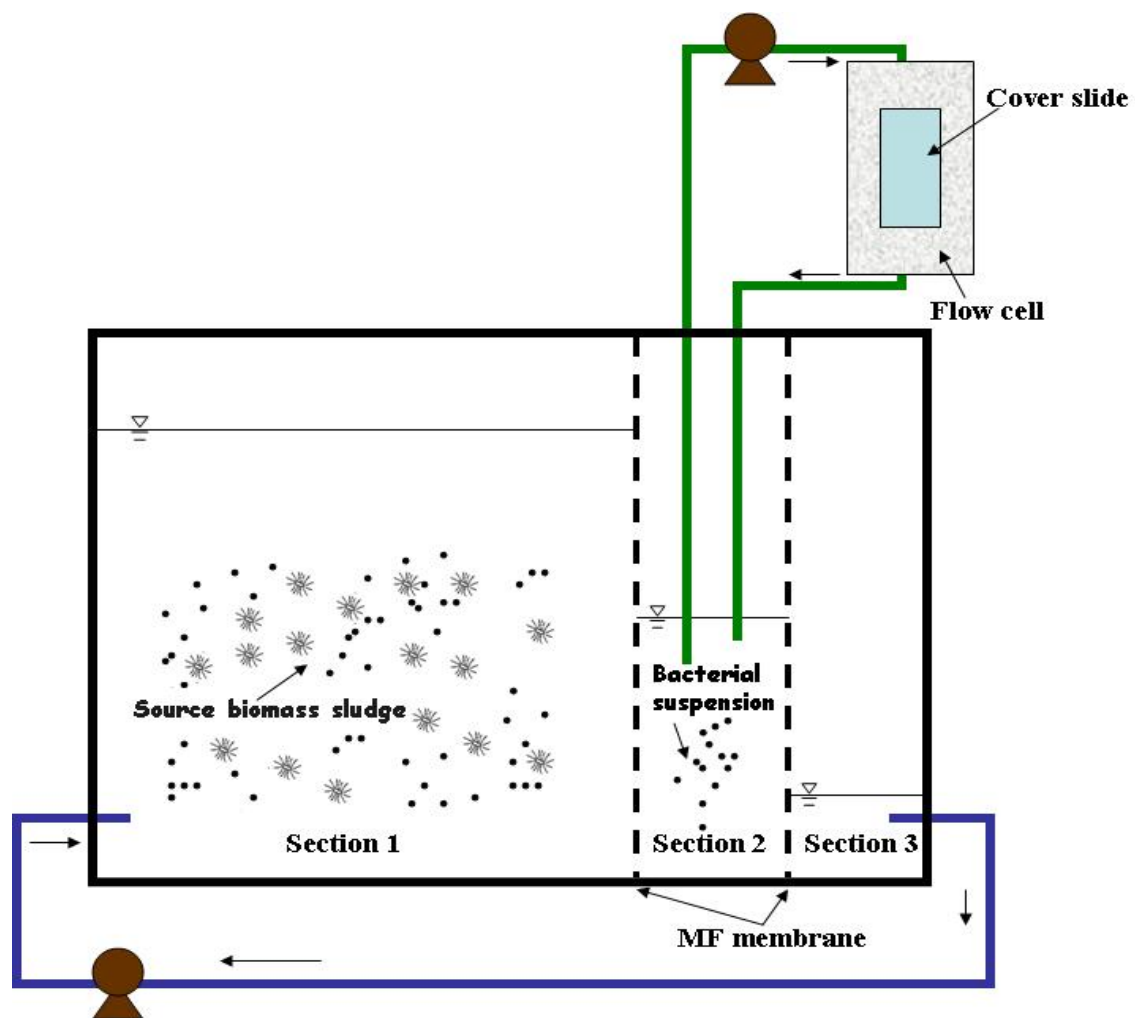 Cover slide
Flow cell
Source biomass sludge
Bacterial
suspension
Section 1
Section 2
Section 3
MF membrane